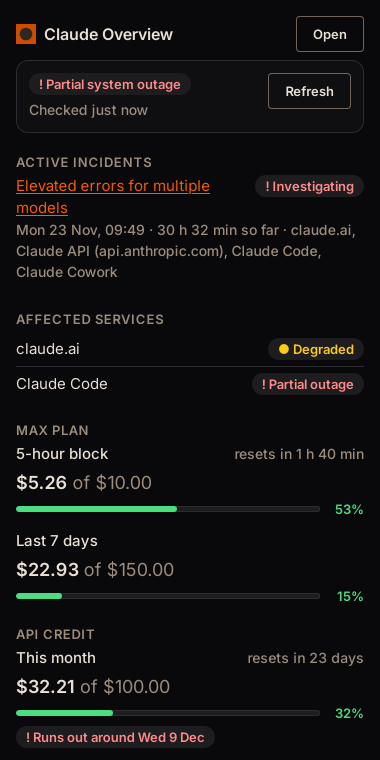 Claude Overview
Open
! Partial system outage
Refresh
Checked just now
ACTIVE INCIDENTS
Elevated errors for multiple
models
! Investigating
Mon 23 Nov, 09:49 · 30 h 32 min so far · claude.ai,
Claude API (api.anthropic.com), Claude Code,
Claude Cowork
AFFECTED SERVICES
claude.ai
Degraded
Claude Code
! Partial outage
MAX PLAN
5-hour block
resets in 1 h 40 min
$5.26 of $10.00
53%
Last 7 days
$22.93 of $150.00
15%
API CREDIT
This month
resets in 23 days
$32.21 of $100.00
32%
! Runs out around Wed 9 Dec